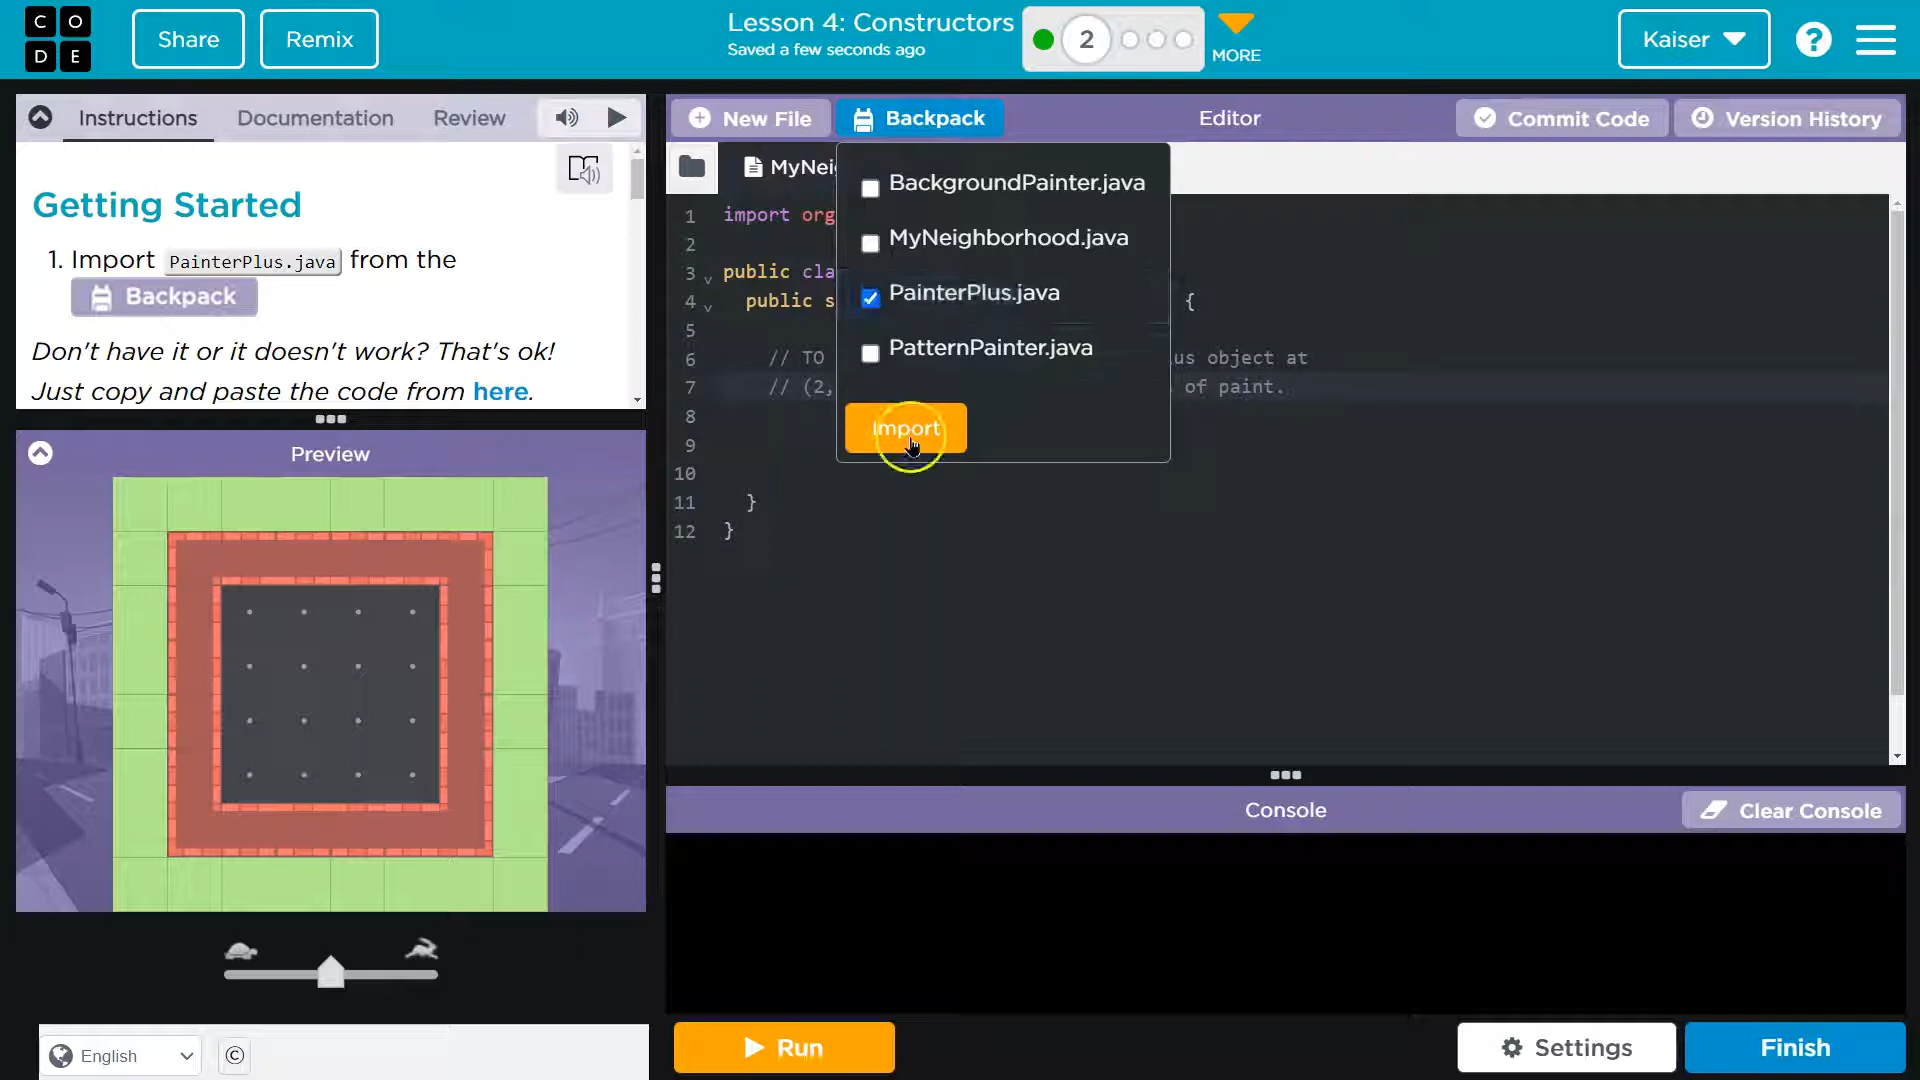 C O
D E
Share
Remix
Lesson 4: Constructors
Saved a few seconds ago
2
MORE
Kaiser
?
Instructions
Documentation
Review
New File
Backpack
Editor
Commit Code
Version History
Getting Started
1. Import PainterPlus.java from the
Backpack
Don't have it or it doesn't work? That's ok!
Just copy and paste the code from here.
MyNei
BackgroundPainter.java
MyNeighborhood.java
PainterPlus.java
PatternPainter.java
Import
1 import org
2
3 public cla
4 public s {
5
6 // TO us object at
7 // (2, of paint.
8
9
10
11 }
12 }
Preview
Console
Clear Console
English
©
Run
Settings
Finish